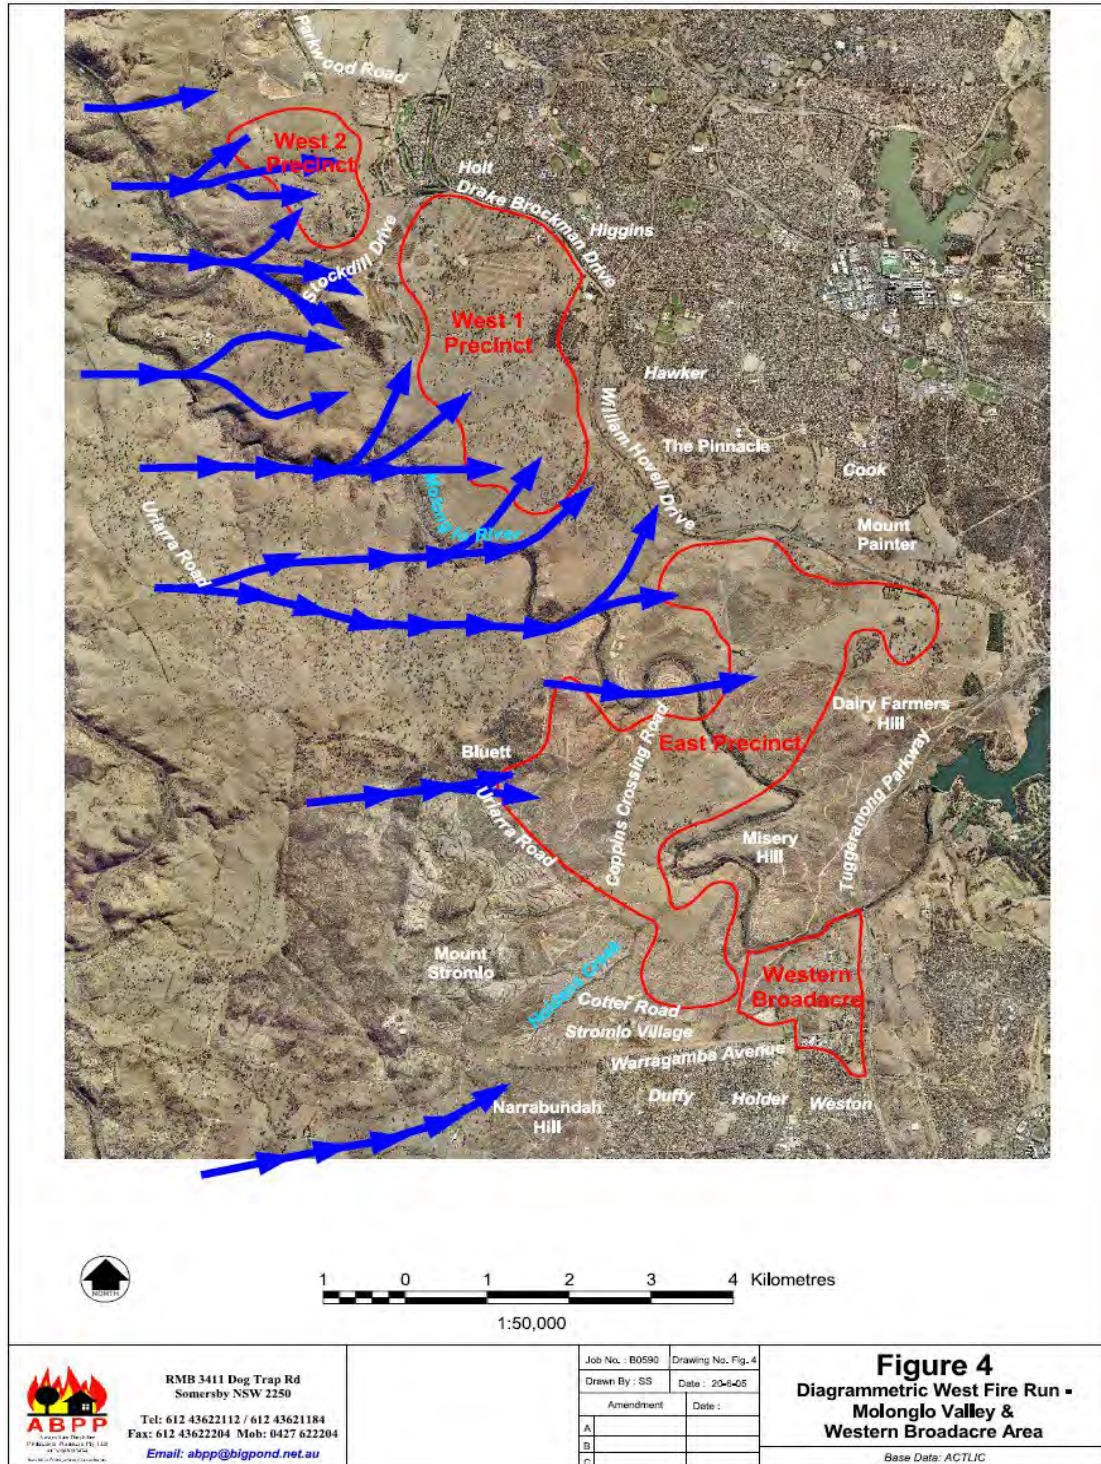 Parkwood Road
West 2
Precinct
Holt
Drake Brockman Drive
Higgins
Stockdill Drive
West 1
Precinct
Hawker
William Hovell Drive
The Pinnacle
Cook
Molonglo River
Uriarra Road
Mount
Painter
Dairy Farmers
Hill
East Precinct
Bluett
Coppins Crossing Road
Tuggeranong Parkway
Uriarra Road
Misery
Hill
Mount
Stromlo
Western
Broadacre
Cotter Road
Stromlo Village
Warragamba Avenue
Duffy
Holder
Weston
Narrabundah
Hill
NORTH
1 0 1 2 3 4 Kilometres
1:50,000
ABPP
RMB 3411 Dog Trap Rd
Somersby NSW 2250
Tel: 612 43622112 / 612 43621184
Fax: 612 43622204 Mob: 0427 622204
Email: abpp@bigpond.net.au
Job No. : B0590
Drawing No. Fig. 4
Drawn By : SS
Date : 20-6-05
Amendment
Date :
A
B
C
Figure 4
Diagrammetric West Fire Run -
Molonglo Valley &
Western Broadacre Area
Base Data: ACTLIC